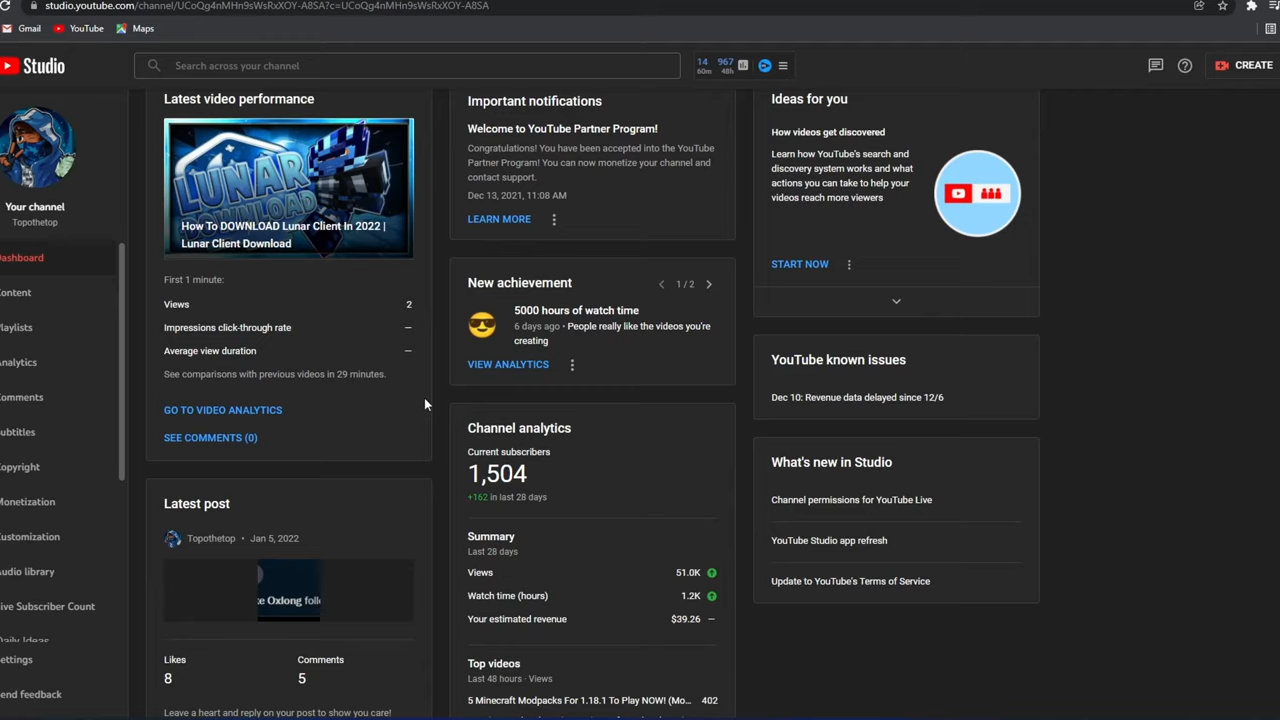 studio.youtube.com/channel/UCoQg4nMHn9sWsRxXOY-A8SA?c=UCoQg4nMHn9sWsRxXOY-A8SA
Gmail YouTube Maps
Studio
Search across your channel
14 967
60m 48h
CREATE
Your channel
Topothetop
Dashboard
Content
Playlists
Analytics
Comments
Subtitles
Copyright
Monetization
Customization
Audio library
Live Subscriber Count
Daily Ideas
Settings
Send feedback
Latest video performance
LUNAR
DOWNLOAD
How To DOWNLOAD Lunar Client In 2022 |
Lunar Client Download
First 1 minute:
Views 2
Impressions click-through rate —
Average view duration —
See comparisons with previous videos in 29 minutes.
GO TO VIDEO ANALYTICS
SEE COMMENTS (0)
Latest post
Topothetop • Jan 5, 2022
ce Oxlong foll
Likes Comments
8 5
Leave a heart and reply on your post to show you care!
Important notifications
Welcome to YouTube Partner Program!
Congratulations! You have been accepted into the YouTube
Partner Program! You can now monetize your channel and
contact support.
Dec 13, 2021, 11:08 AM
LEARN MORE
New achievement 1 / 2
5000 hours of watch time
6 days ago • People really like the videos you're
creating
VIEW ANALYTICS
Channel analytics
Current subscribers
1,504
+162 in last 28 days
Summary
Last 28 days
Views 51.0K
Watch time (hours) 1.2K
Your estimated revenue $39.26 —
Top videos
Last 48 hours · Views
5 Minecraft Modpacks For 1.18.1 To Play NOW! (Mo... 402
Ideas for you
How videos get discovered
Learn how YouTube's search and
discovery system works and what
actions you can take to help your
videos reach more viewers
START NOW
YouTube known issues
Dec 10: Revenue data delayed since 12/6
What's new in Studio
Channel permissions for YouTube Live
YouTube Studio app refresh
Update to YouTube's Terms of Service